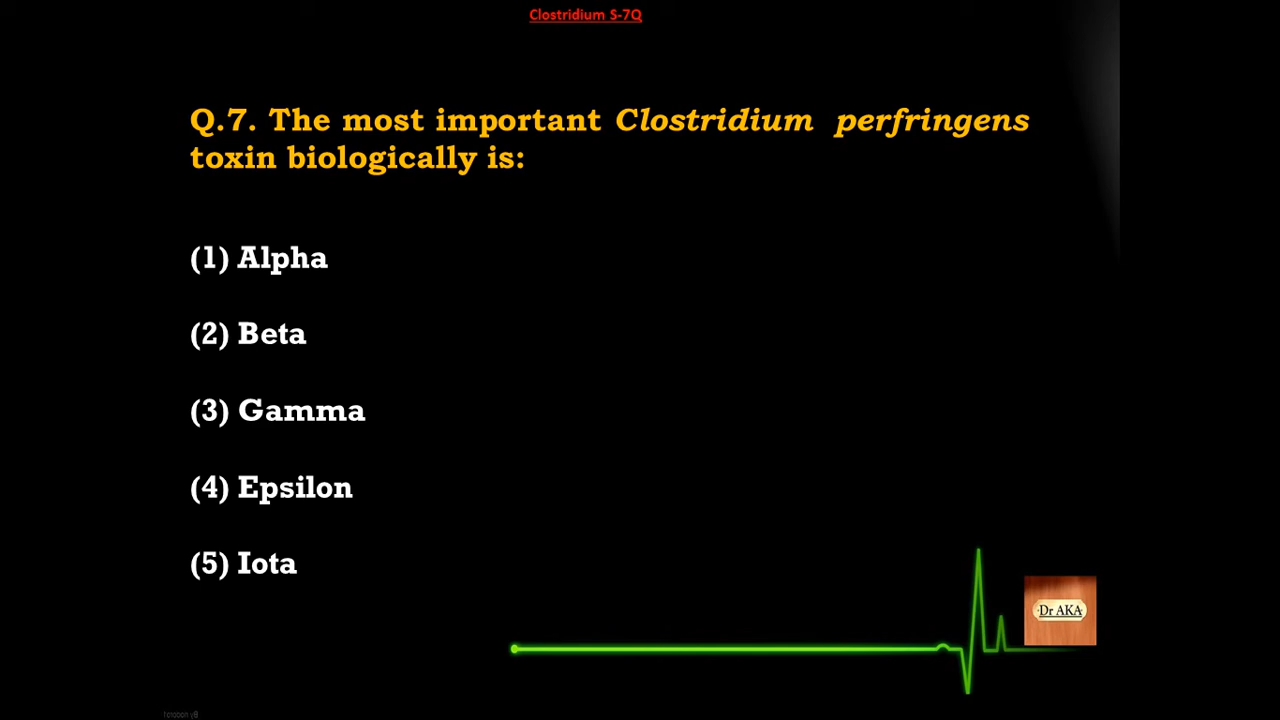 Clostridium S-7Q
Q.7. The most important Clostridium perfringens
toxin biologically is:
(1) Alpha
(2) Beta
(3) Gamma
(4) Epsilon
(5) Iota
Dr AKA